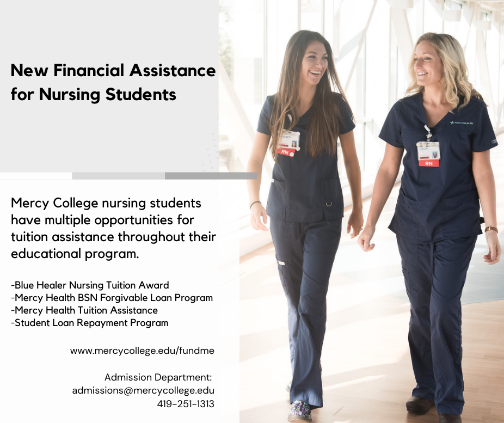 New Financial Assistance
for Nursing Students
Mercy College nursing students
have multiple opportunities for
tuition assistance throughout their
educational program.
-Blue Healer Nursing Tuition Award
-Mercy Health BSN Forgivable Loan Program
-Mercy Health Tuition Assistance
-Student Loan Repayment Program
www.mercycollege.edu/fundme
Admission Department:
admissions@mercycollege.edu
419-251-1313
RN
RN